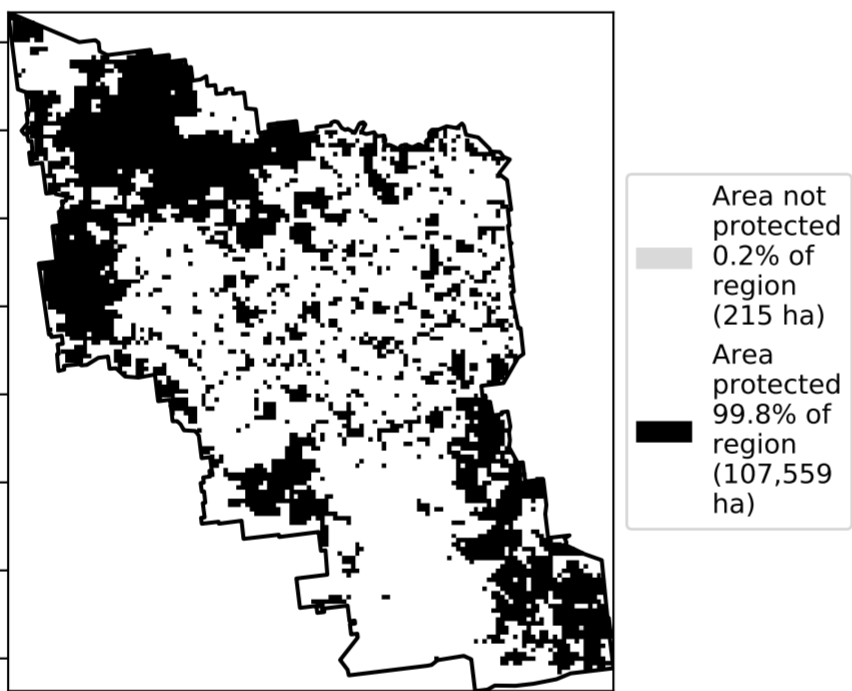 Area not
protected
0.2% of
region
(215 ha)
Area
protected
99.8% of
region
(107,559
ha)